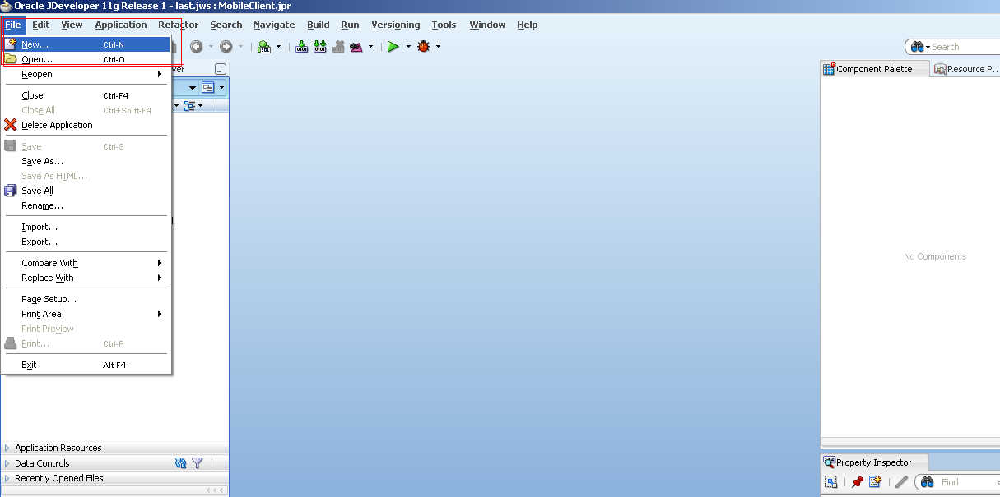 Oracle JDeveloper 11g Release 1 - last.jws : MobileClient.jpr
File Edit View Application Refactor Search Navigate Build Run Versioning Tools Window Help
New... Ctrl-N
Open... Ctrl-O
Search
Reopen
ver
Component Palette
Resource P...
Close Ctrl-F4
Close All Ctrl+Shift-F4
Delete Application
Save Ctrl-S
Save As...
Save As HTML...
Save All
Rename...
Import...
Export...
Compare With
Replace With
No Components
Page Setup...
Print Area
Print Preview
Print... Ctrl-P
Exit Alt-F4
Application Resources
Data Controls
Recently Opened Files
Property Inspector
Find